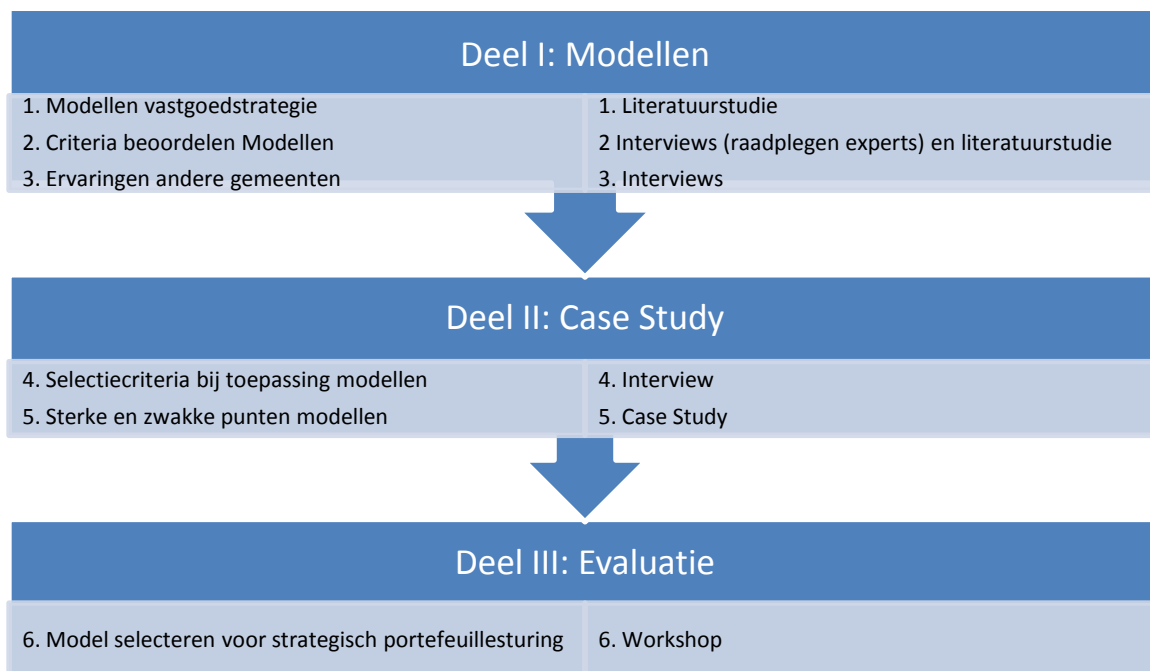 Deel I: Modellen
1. Modellen vastgoedstrategie
2. Criteria beoordelen Modellen
3. Ervaringen andere gemeenten
1. Literatuurstudie
2 Interviews (raadplegen experts) en literatuurstudie
3. Interviews
Deel II: Case Study
4. Selectiecriteria bij toepassing modellen
5. Sterke en zwakke punten modellen
4. Interview
5. Case Study
Deel III: Evaluatie
6. Model selecteren voor strategisch portefeuillesturing
6. Workshop